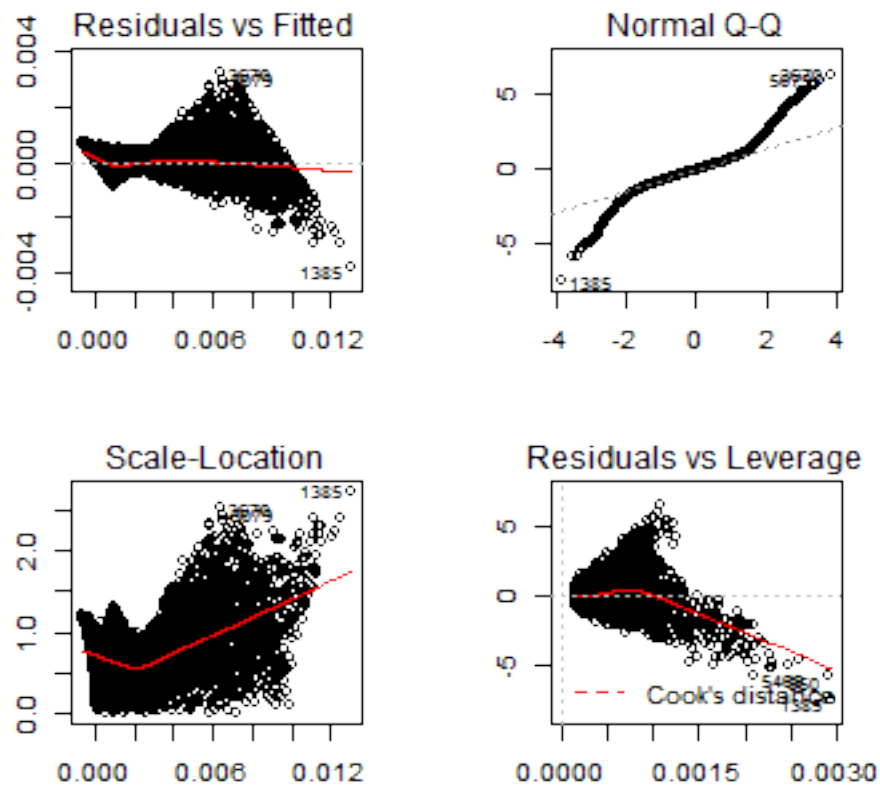 Residuals vs Fitted
0.004
0.000
-0.004
1385
0.000 0.006 0.012
Normal Q-Q
5
0
-5
1385
-4 -2 0 2 4
Scale-Location
1385
2.0
1.0
0.0
0.000 0.006 0.012
Residuals vs Leverage
5
0
-5
Cook's distance
1385
0.0000 0.0015 0.0030